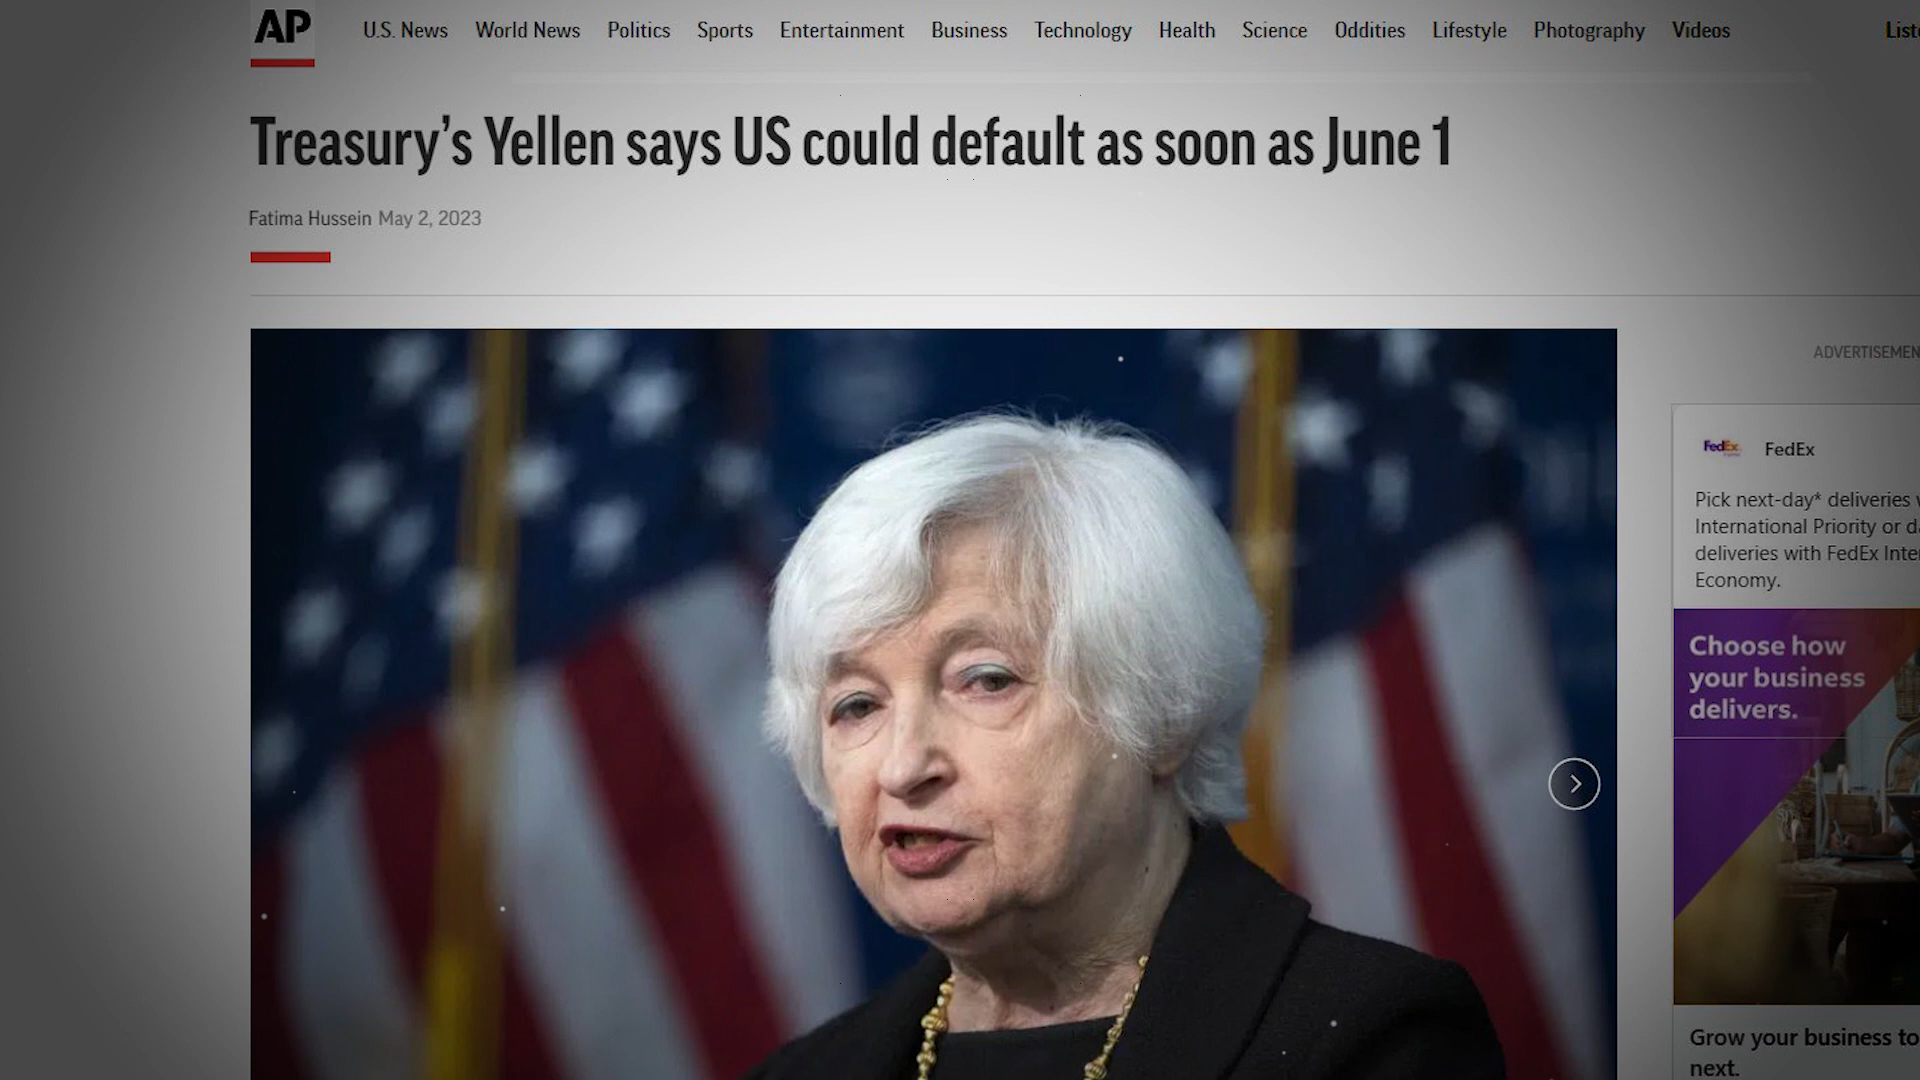 AP
U.S. News World News Politics Sports Entertainment Business Technology Health Science Oddities Lifestyle Photography Videos
Treasury's Yellen says US could default as soon as June 1
Fatima Hussein May 2, 2023
FedEx FedEx
Pick next-day* deliveries
International Priority or
deliveries with FedEx
Economy.
Choose how
your business
delivers.
Grow your business to
next.